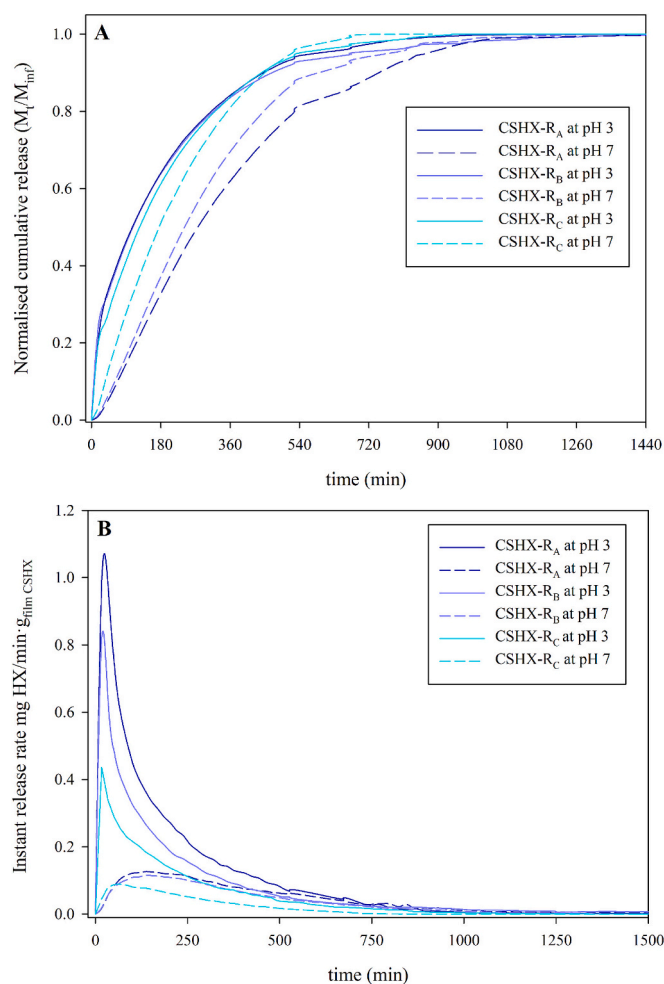 A
Normalised cumulative release (Mt/Minf)
1.0
0.8
0.6
0.4
0.2
0.0
CSHX-RA at pH 3
CSHX-RA at pH 7
CSHX-RB at pH 3
CSHX-RB at pH 7
CSHX-RC at pH 3
CSHX-RC at pH 7
0 180 360 540 720 900 1080 1260 1440
time (min)
B
Instant release rate mg HX/min·gfilm CSHX
1.2
1.0
0.8
0.6
0.4
0.2
0.0
CSHX-RA at pH 3
CSHX-RA at pH 7
CSHX-RB at pH 3
CSHX-RB at pH 7
CSHX-RC at pH 3
CSHX-RC at pH 7
0 250 500 750 1000 1250 1500
time (min)